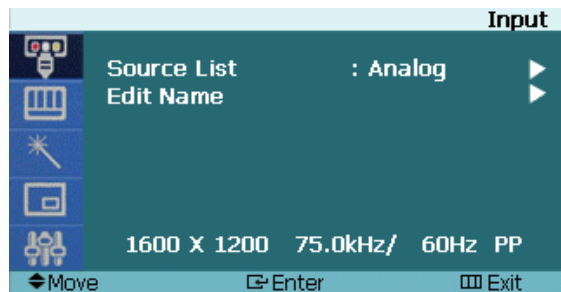 Input
Source List : Analog
Edit Name
1600 X 1200 75.0kHz/ 60Hz PP
Move Enter Exit